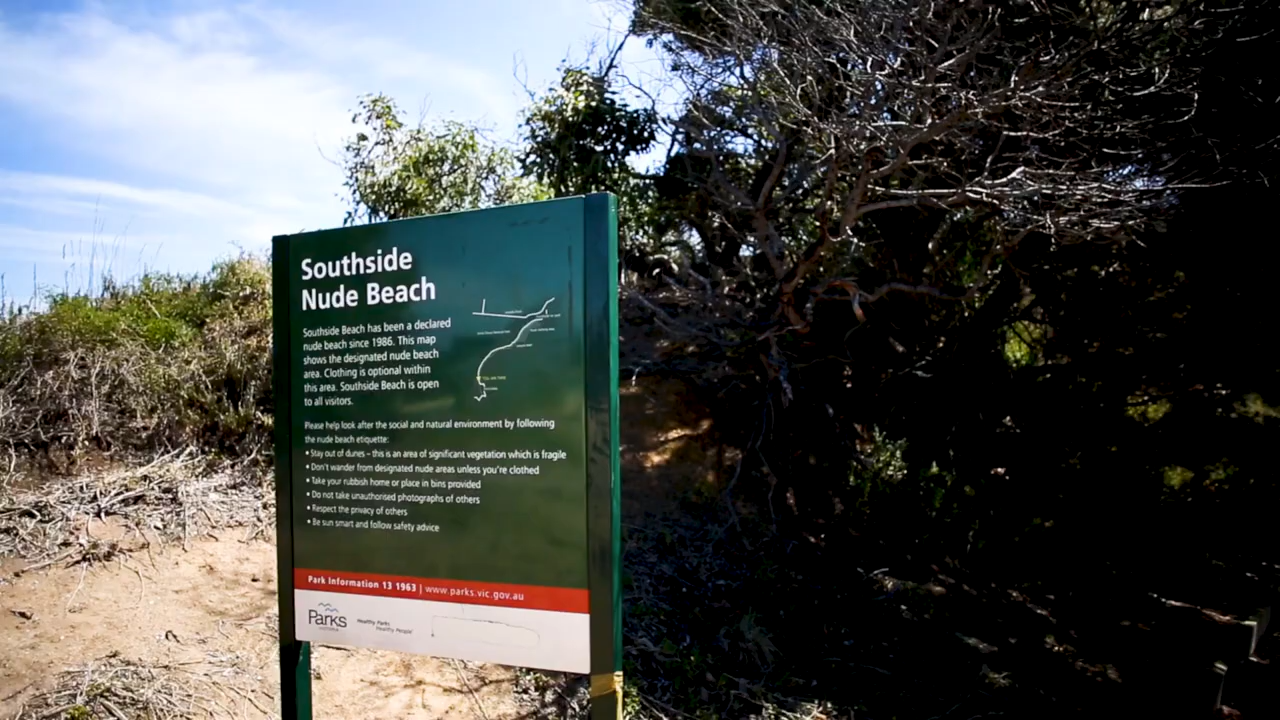 Southside
Nude Beach
Southside Beach has been a declared
nude beach since 1986. This map
shows the designated nude beach
area. Clothing is optional within
this area. Southside Beach is open
to all visitors.
Please help look after the social and natural environment by following
the nude beach etiquette:
• Stay out of dunes – this is an area of significant vegetation which is fragile
• Don't wander from designated nude areas unless you're clothed
• Take your rubbish home or place in bins provided
• Do not take unauthorised photographs of others
• Respect the privacy of others
• Be sun smart and follow safety advice
Park Information 13 1963 | www.parks.vic.gov.au
Parks
Healthy Parks
Healthy People